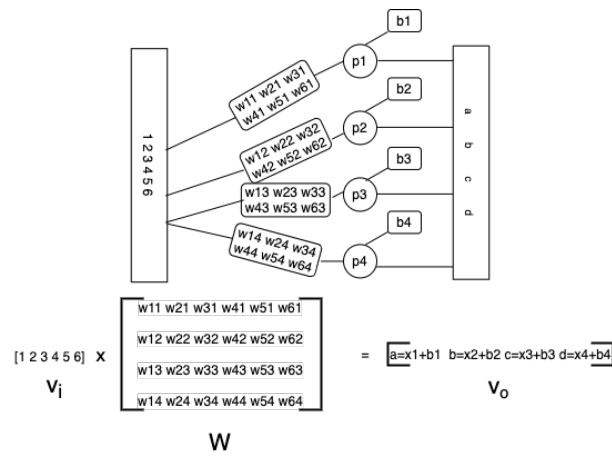 b1
p1
w11 w21 w31
w41 w51 w61
b2
p2
w12 w22 w32
w42 w52 w62
1 2 3 4 5 6
a b c d
b3
p3
w13 w23 w33
w43 w53 w63
b4
p4
w14 w24 w34
w44 w54 w64
w11 w21 w31 w41 w51 w61
w12 w22 w32 w42 w52 w62
[1 2 3 4 5 6] x = a=x1+b1 b=x2+b2 c=x3+b3 d=x4+b4
w13 w23 w33 w43 w53 w63
w14 w24 w34 w44 w54 w64
vi
vo
W